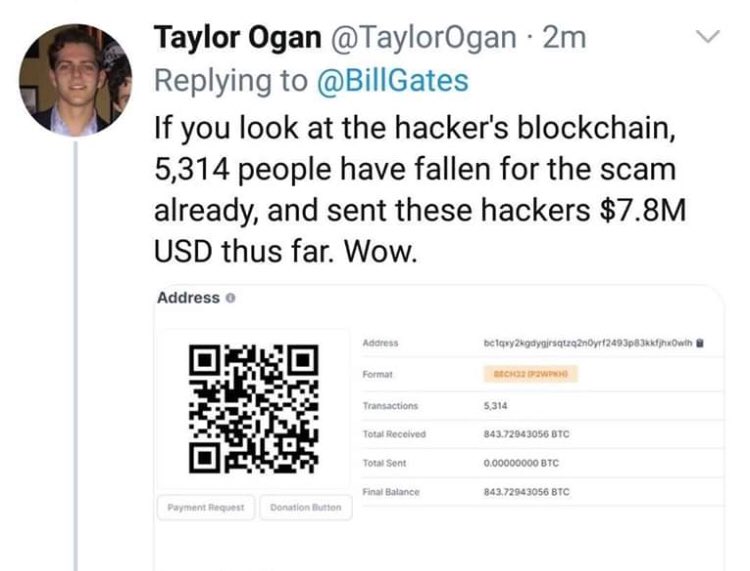 Taylor Ogan @TaylorOgan · 2m
Replying to @BillGates
If you look at the hacker's blockchain,
5,314 people have fallen for the scam
already, and sent these hackers $7.8M
USD thus far. Wow.
Address
Address bc1qxy2kgdygjrsqtzq2n0yrf2493p83kkfjhx0wlh
Format BECH32 (P2WPKH)
Transactions 5,314
Total Received 843.72943056 BTC
Total Sent 0.00000000 BTC
Final Balance 843.72943056 BTC
Payment Request Donation Button